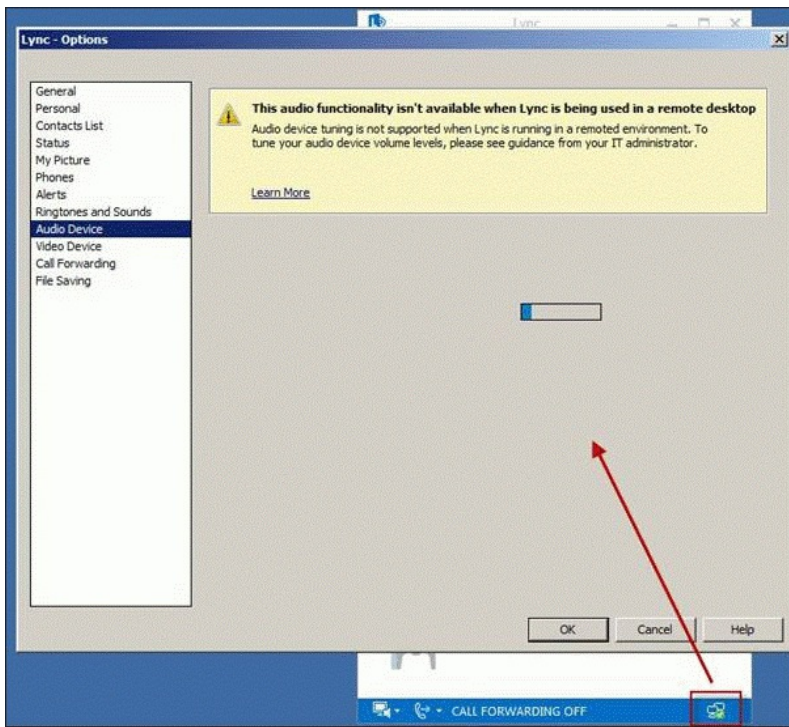 Lync
Lync - Options
General
Personal
Contacts List
Status
My Picture
Phones
Alerts
Ringtones and Sounds
Audio Device
Video Device
Call Forwarding
File Saving
This audio functionality isn't available when Lync is being used in a remote desktop
Audio device tuning is not supported when Lync is running in a remoted environment. To
tune your audio device volume levels, please see guidance from your IT administrator.
Learn More
OK
Cancel
Help
CALL FORWARDING OFF